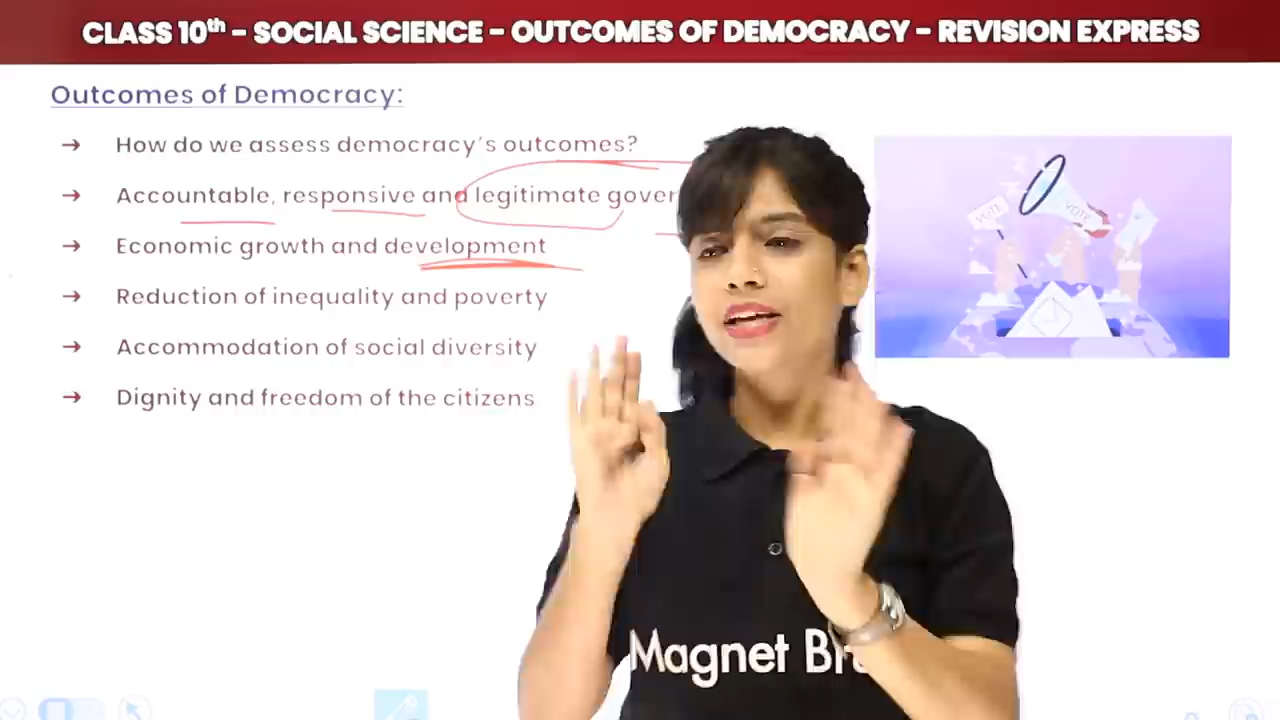 CLASS 10th – SOCIAL SCIENCE – OUTCOMES OF DEMOCRACY – REVISION EXPRESS
Outcomes of Democracy:
→ How do we assess democracy's outcomes?
→ Accountable, responsive and legitimate gover
→ Economic growth and development
→ Reduction of inequality and poverty
→ Accommodation of social diversity
→ Dignity and freedom of the citizens
VOTE
VOTE
Magnet Br